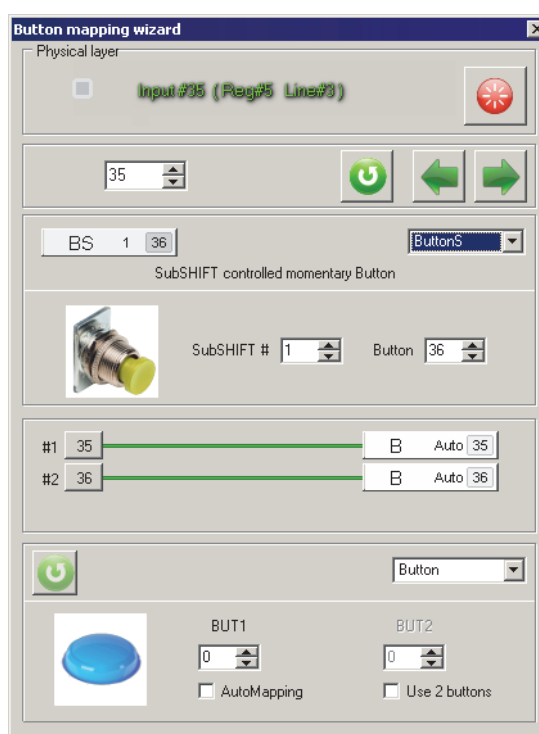 Button mapping wizard
Physical layer
Input#35 (Reg#5 Line#3)
35
BS 1 36
ButtonS
SubSHIFT controlled momentary Button
SubSHIFT # 1 Button 36
#1 35 B Auto 35
#2 36 B Auto 36
Button
BUT1 BUT2
0 0
AutoMapping Use 2 buttons